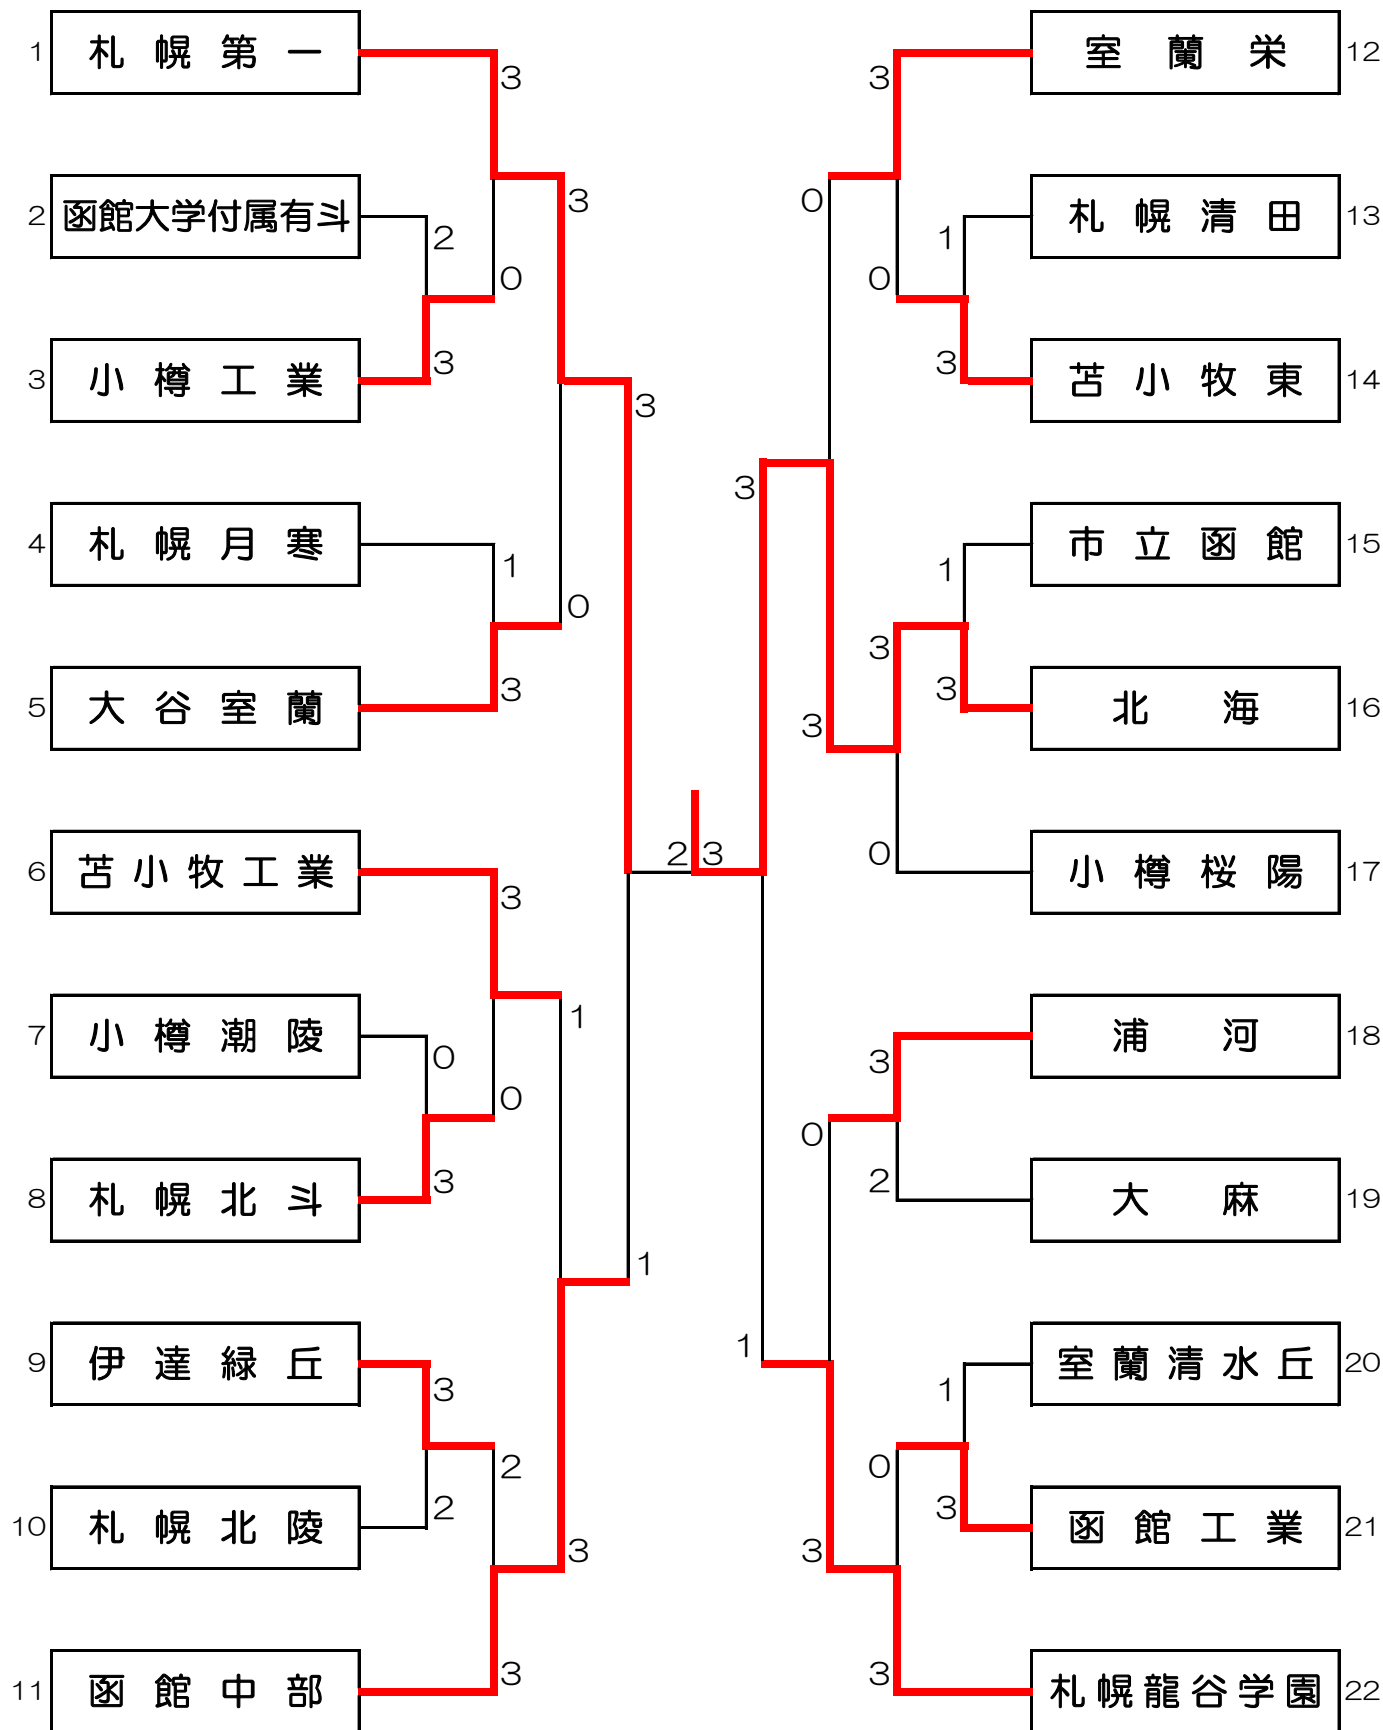 1 札幌第一
3
2 函館大学付属有斗
2
3
0
3 小樽工業
3
3
4 札幌月寒
1
0
5 大谷室蘭
3
6 苫小牧工業
3
7 小樽潮陵
0
1
0
8 札幌北斗
3
1
9 伊達緑丘
3
2
10 札幌北陵
2
3
11 函館中部
3
2 3
室蘭栄 12
3
0
札幌清田 13
1
0
苫小牧東 14
3
3
市立函館 15
1
3
北海 16
3
3
小樽桜陽 17
0
浦河 18
3
0
大麻 19
2
1
室蘭清水丘 20
1
0
函館工業 21
3
3
札幌龍谷学園 22
3